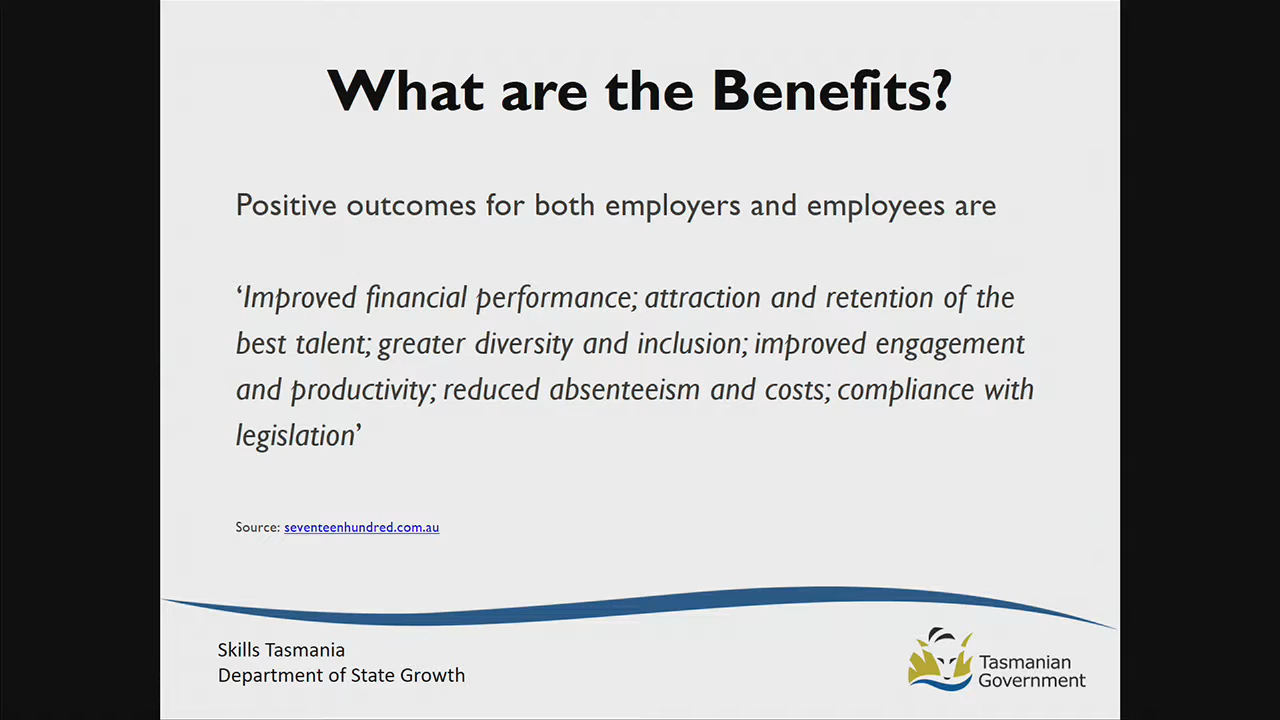 What are the Benefits?
Positive outcomes for both employers and employees are
‘Improved financial performance; attraction and retention of the
best talent; greater diversity and inclusion; improved engagement
and productivity; reduced absenteeism and costs; compliance with
legislation’
Source: seventeenhundred.com.au
Skills Tasmania
Department of State Growth
Tasmanian
Government